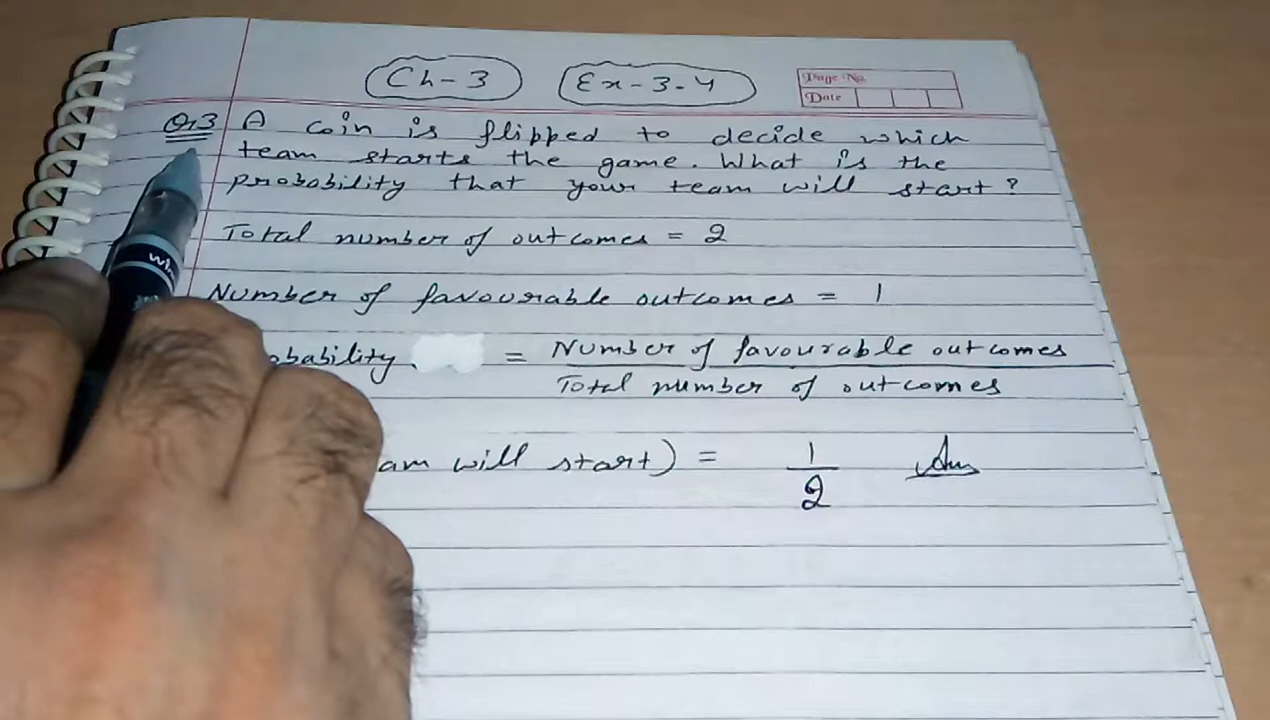 Ch-3 Ex-3.4
Page No.
Date
Q.3 A coin is flipped to decide which
team starts the game. What is the
probability that your team will start?
Total number of outcomes = 2
Number of favourable outcomes = 1
obability = Number of favourable outcomes
Total number of outcomes
am will start) = 1
2 Ans